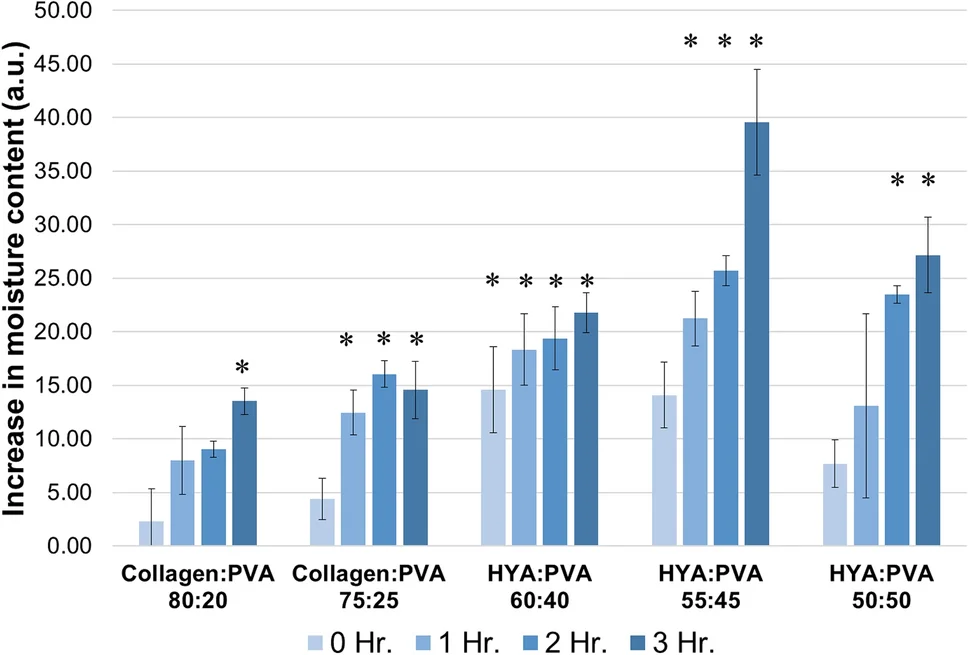 Increase in moisture content (a.u.)
50.00
45.00
40.00
35.00
30.00
25.00
20.00
15.00
10.00
5.00
0.00
* * *
* *
* * * *
* * *
*
Collagen:PVA 80:20
Collagen:PVA 75:25
HYA:PVA 60:40
HYA:PVA 55:45
HYA:PVA 50:50
0 Hr. 1 Hr. 2 Hr. 3 Hr.